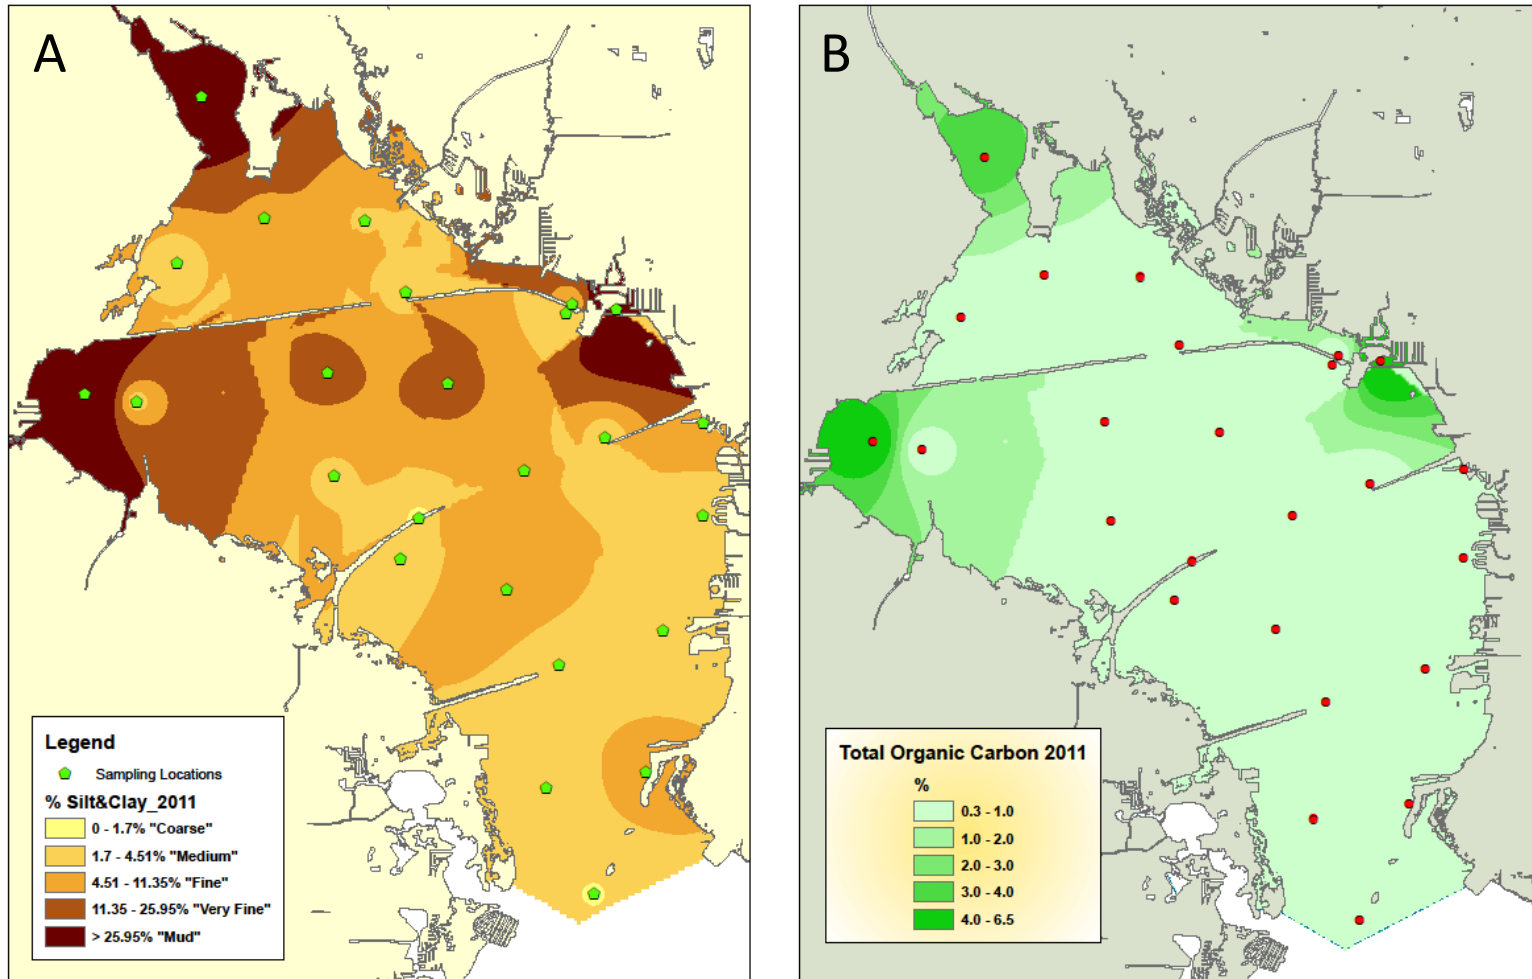 A
Legend
Sampling Locations
% Silt&Clay_2011
0 - 1.7% "Coarse"
1.7 - 4.51% "Medium"
4.51 - 11.35% "Fine"
11.35 - 25.95% "Very Fine"
> 25.95% "Mud"
B
Total Organic Carbon 2011
%
0.3 - 1.0
1.0 - 2.0
2.0 - 3.0
3.0 - 4.0
4.0 - 6.5